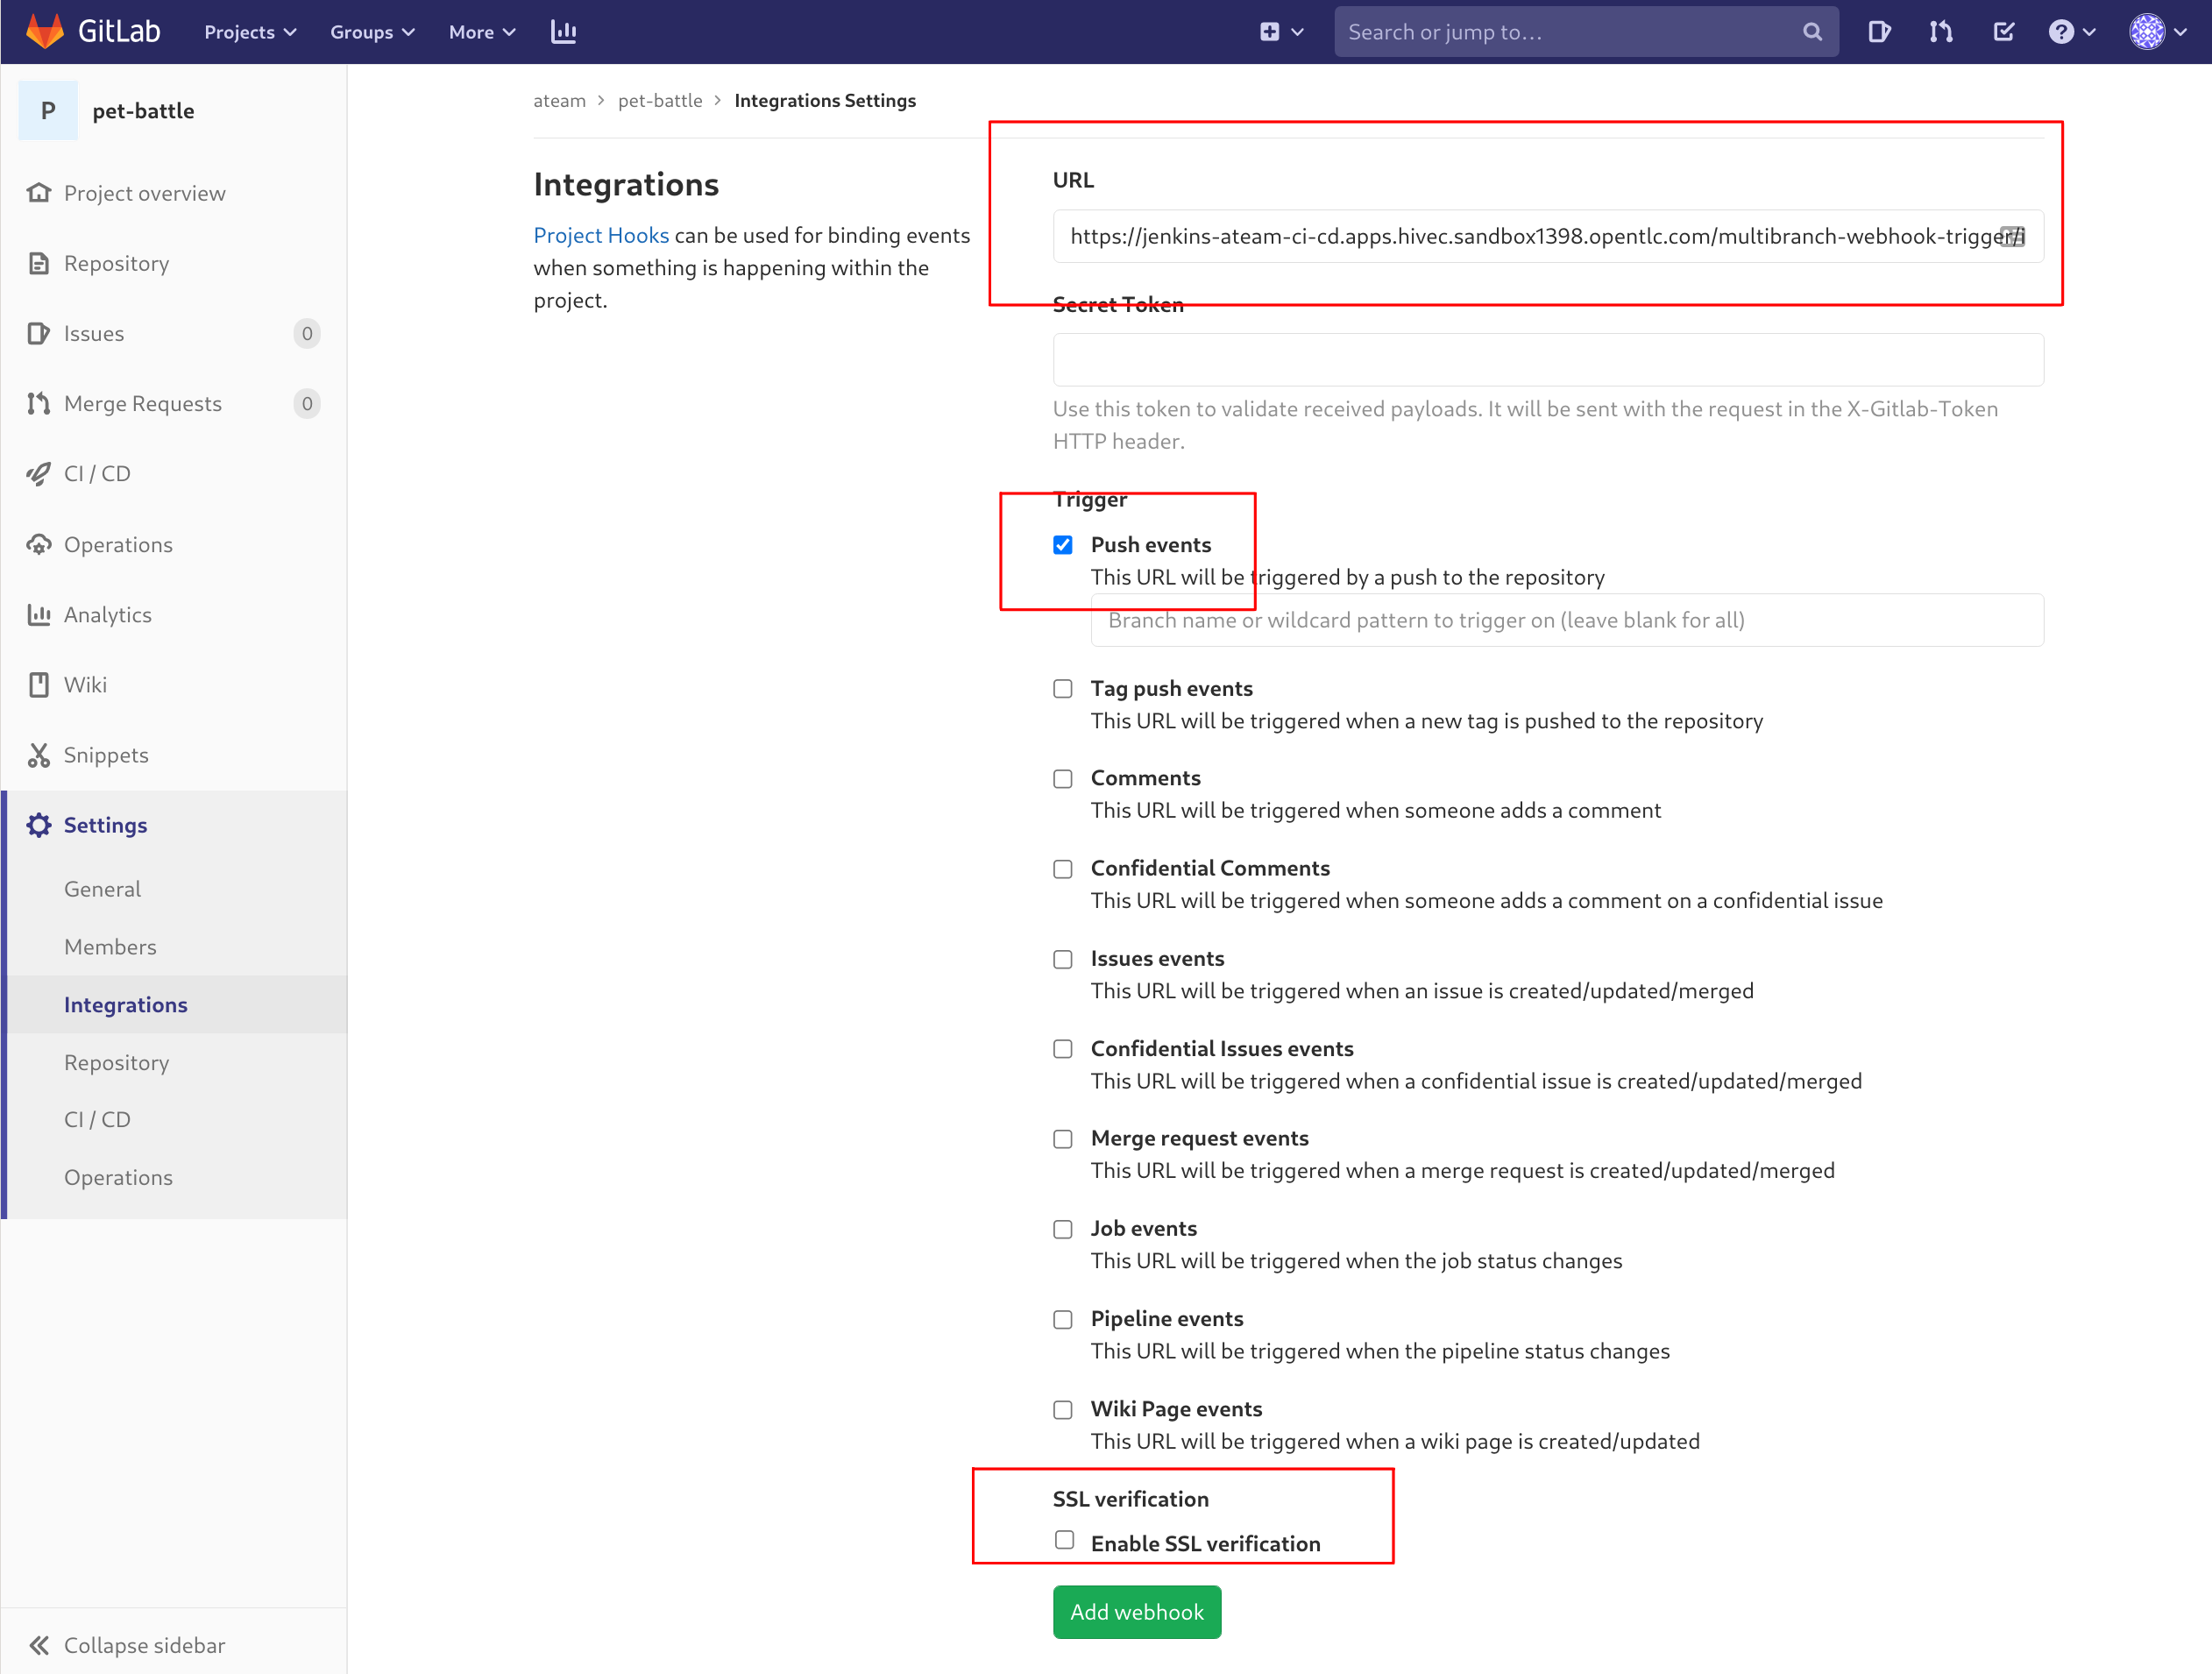 GitLab Projects Groups More Search or jump to...
P pet-battle
Project overview
Repository
Issues 0
Merge Requests 0
CI / CD
Operations
Analytics
Wiki
Snippets
Settings
General
Members
Integrations
Repository
CI / CD
Operations
Collapse sidebar
ateam > pet-battle > Integrations Settings
Integrations
Project Hooks can be used for binding events
when something is happening within the
project.
URL
https://jenkins-ateam-ci-cd.apps.hivec.sandbox1398.opentlc.com/multibranch-webhook-trigger/i
Secret Token
Use this token to validate received payloads. It will be sent with the request in the X-Gitlab-Token
HTTP header.
Trigger
Push events
This URL will be triggered by a push to the repository
Branch name or wildcard pattern to trigger on (leave blank for all)
Tag push events
This URL will be triggered when a new tag is pushed to the repository
Comments
This URL will be triggered when someone adds a comment
Confidential Comments
This URL will be triggered when someone adds a comment on a confidential issue
Issues events
This URL will be triggered when an issue is created/updated/merged
Confidential Issues events
This URL will be triggered when a confidential issue is created/updated/merged
Merge request events
This URL will be triggered when a merge request is created/updated/merged
Job events
This URL will be triggered when the job status changes
Pipeline events
This URL will be triggered when the pipeline status changes
Wiki Page events
This URL will be triggered when a wiki page is created/updated
SSL verification
Enable SSL verification
Add webhook